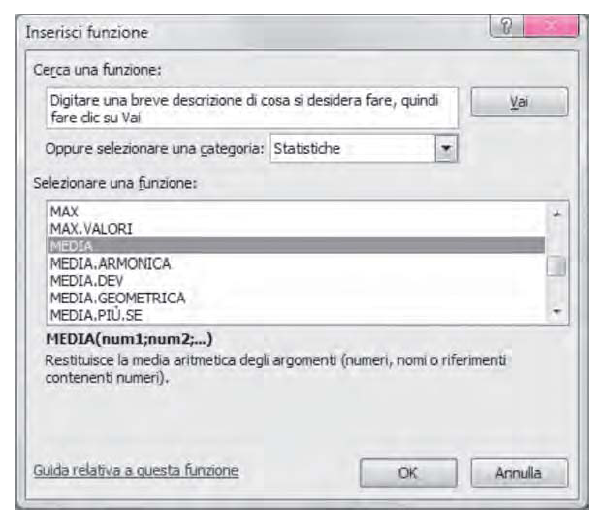 Inserisci funzione
Cerca una funzione:
Digitare una breve descrizione di cosa si desidera fare, quindi
fare clic su Vai
Vai
Oppure selezionare una categoria: Statistiche
Selezionare una funzione:
MAX
MAX.VALORI
MEDIA
MEDIA.ARMONICA
MEDIA.DEV
MEDIA.GEOMETRICA
MEDIA.PIÙ.SE
MEDIA(num1;num2;...)
Restituisce la media aritmetica degli argomenti (numeri, nomi o riferimenti
contenenti numeri).
Guida relativa a questa funzione
OK
Annulla